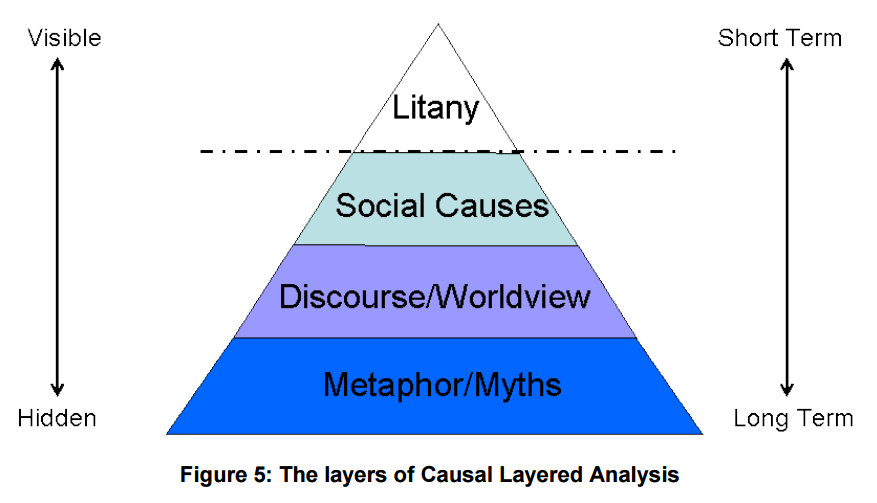 Visible
Short Term
Litany
Social Causes
Discourse/Worldview
Metaphor/Myths
Hidden
Long Term
Figure 5: The layers of Causal Layered Analysis